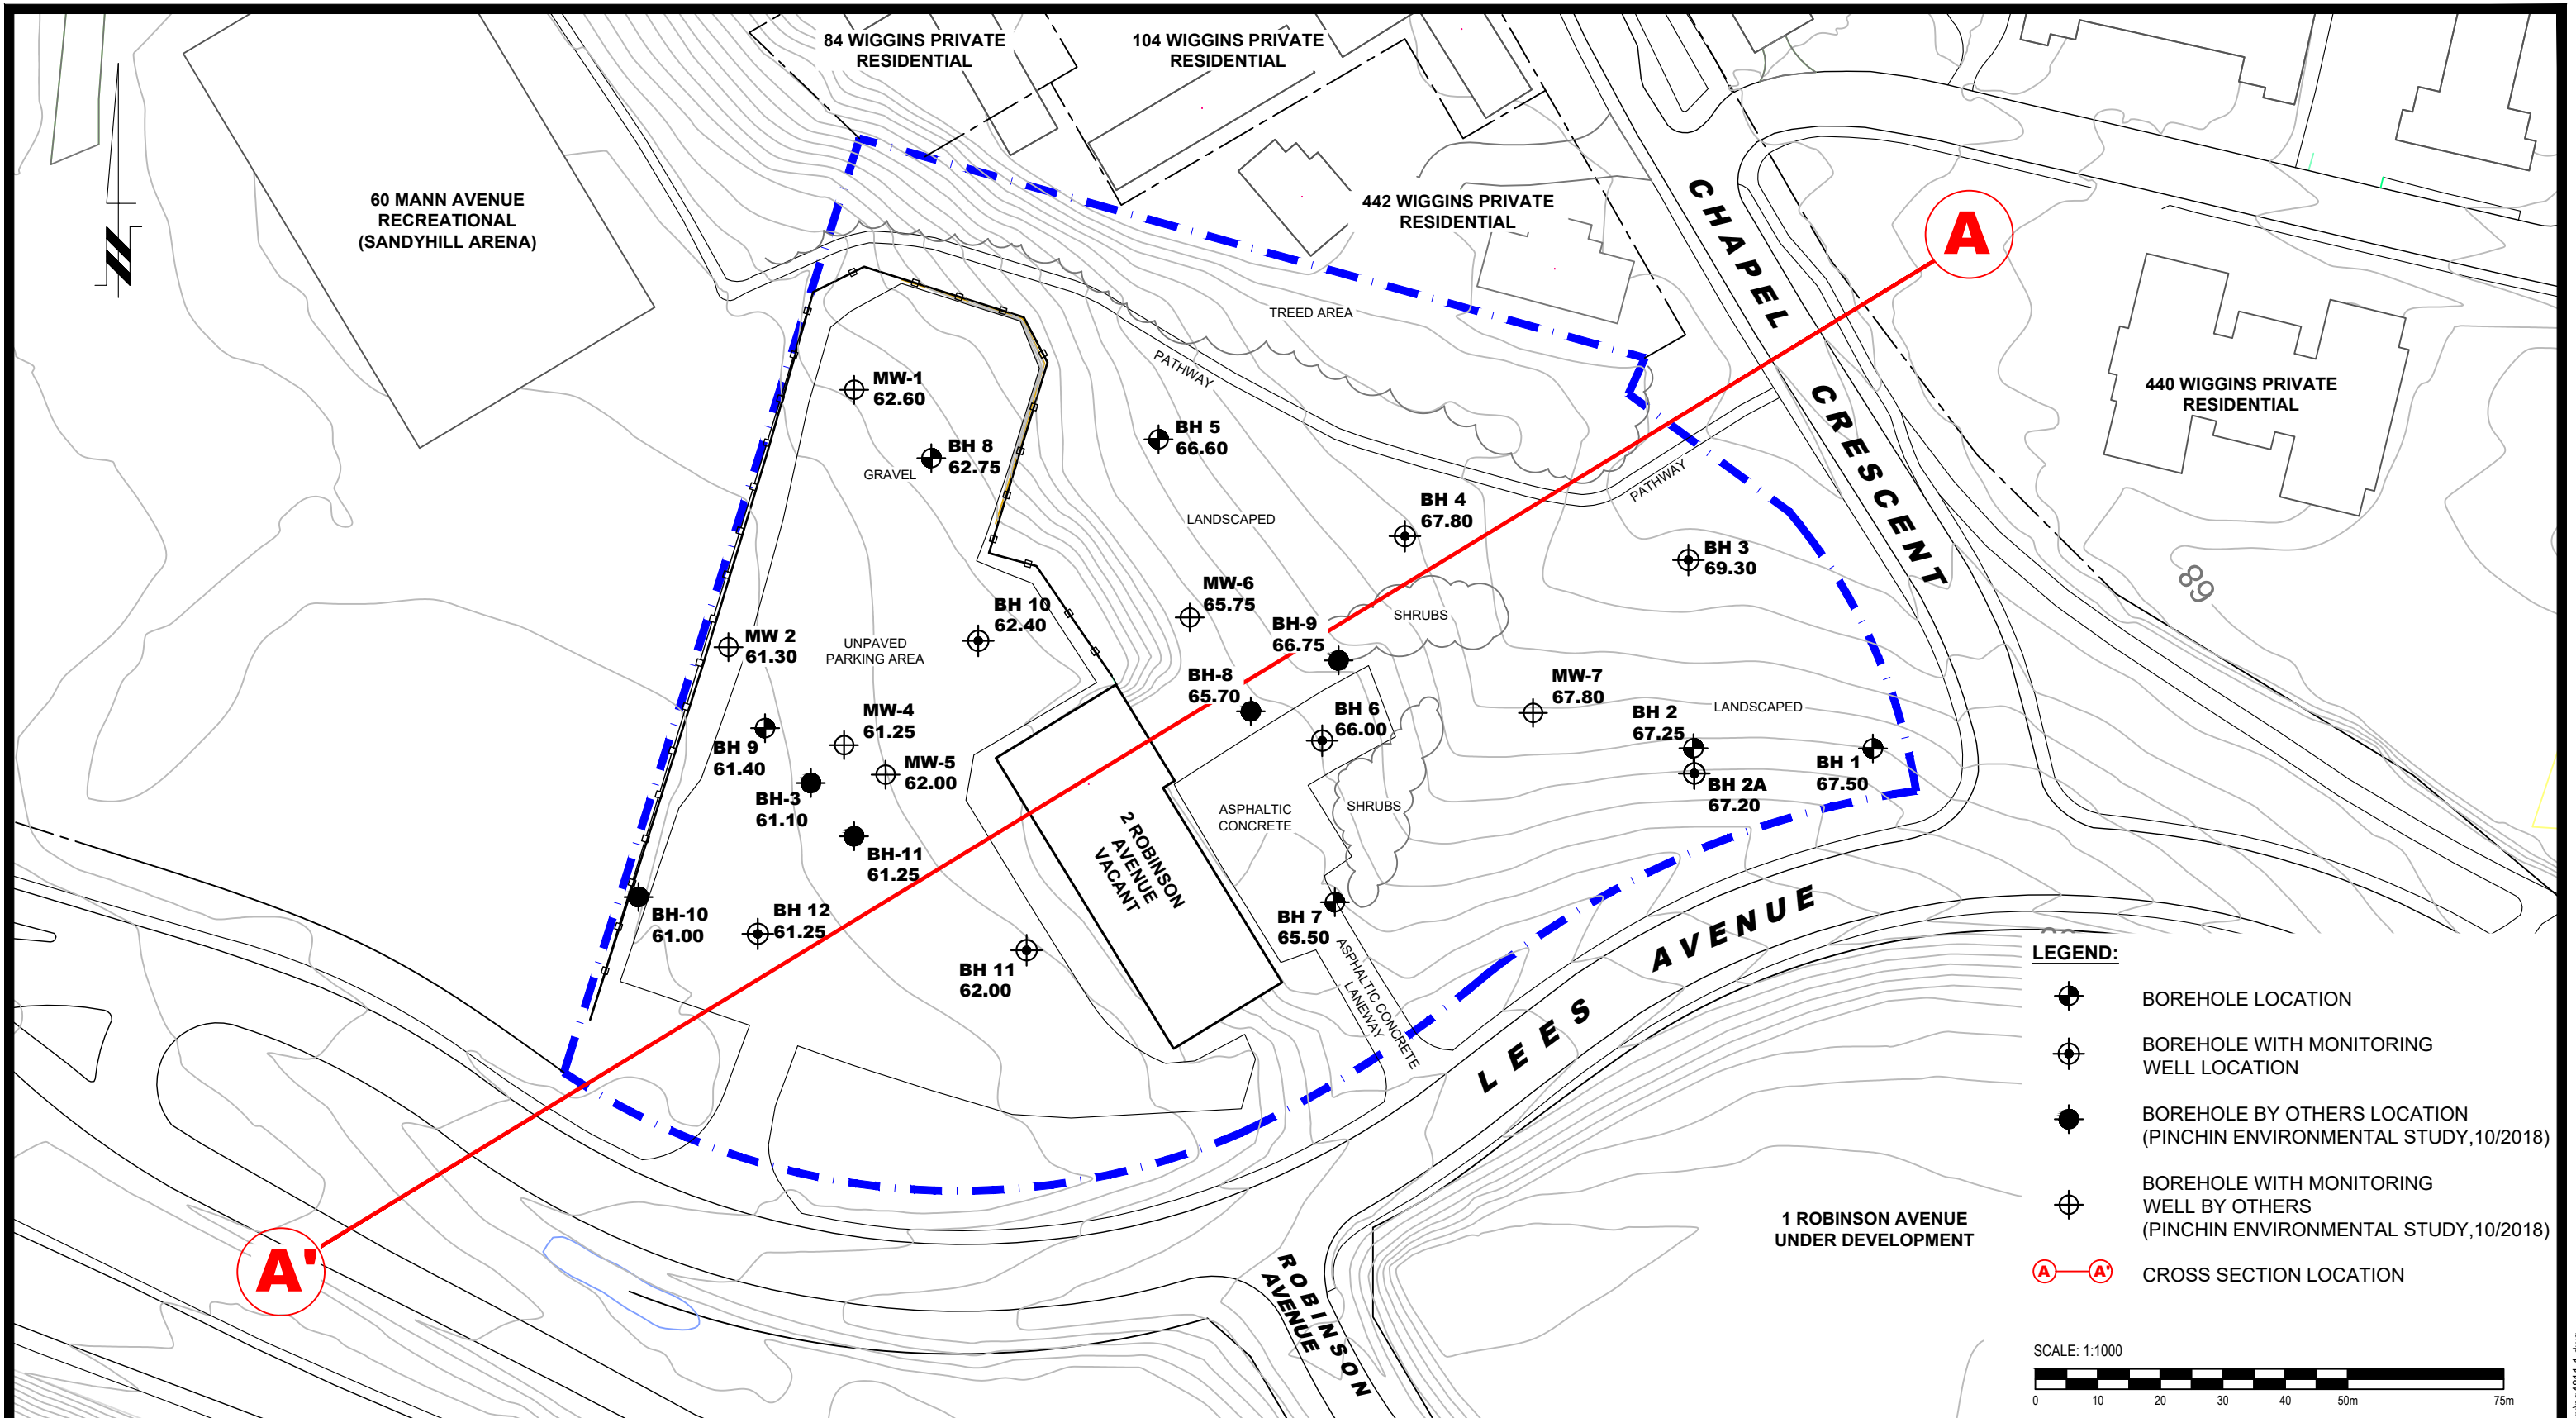 84 WIGGINS PRIVATE
RESIDENTIAL
104 WIGGINS PRIVATE
RESIDENTIAL
60 MANN AVENUE
RECREATIONAL
(SANDYHILL ARENA)
442 WIGGINS PRIVATE
RESIDENTIAL
CHAPEL CRESCENT
A
TREED AREA
PATHWAY
440 WIGGINS PRIVATE
RESIDENTIAL
MW-1
62.60
BH 8
62.75
GRAVEL
BH 5
66.60
LANDSCAPED
BH 4
67.80
PATHWAY
BH 3
69.30
89
MW-6
65.75
BH 10
62.40
SHRUBS
BH-9
66.75
MW 2
61.30
UNPAVED
PARKING AREA
BH-8
65.70
MW-7
67.80
BH 6
66.00
BH 2
67.25
LANDSCAPED
MW-4
61.25
BH 9
61.40
MW-5
62.00
BH 1
67.50
BH 2A
67.20
BH-3
61.10
ASPHALTIC
CONCRETE
SHRUBS
2 ROBINSON
AVENUE
VACANT
BH-11
61.25
BH-10
61.00
BH 12
61.25
BH 7
65.50
BH 11
62.00
ASPHALTIC CONCRETE
LANEWAY
LEES AVENUE
1 ROBINSON AVENUE
UNDER DEVELOPMENT
A'
ROBINSON
AVENUE
LEGEND:
BOREHOLE LOCATION
BOREHOLE WITH MONITORING
WELL LOCATION
BOREHOLE BY OTHERS LOCATION
(PINCHIN ENVIRONMENTAL STUDY,10/2018)
BOREHOLE WITH MONITORING
WELL BY OTHERS
(PINCHIN ENVIRONMENTAL STUDY,10/2018)
A A' CROSS SECTION LOCATION
SCALE: 1:1000
0 10 20 30 40 50m 75m